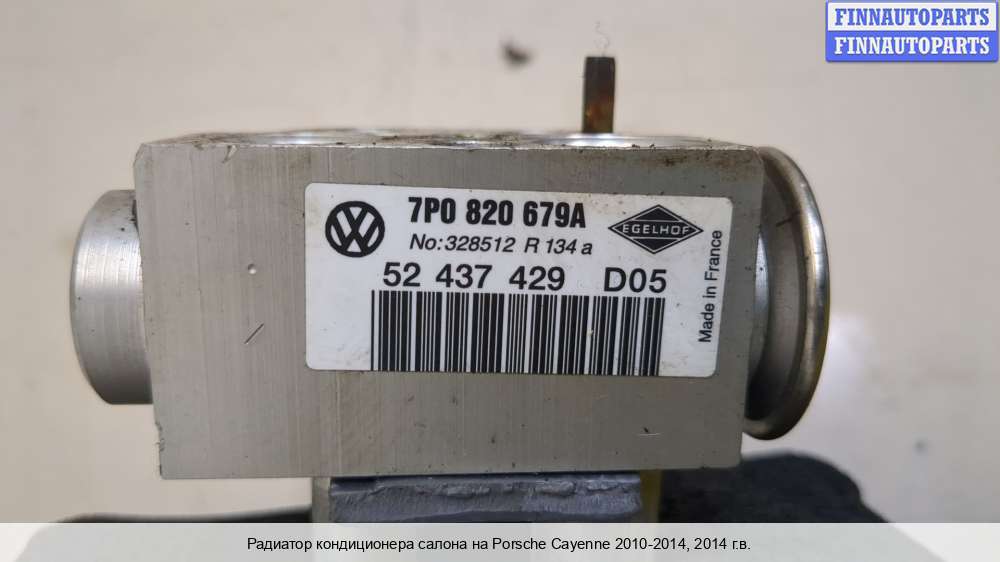 FINNAUTOPARTS
FINNAUTOPARTS
7P0 820 679A
No:328512 R 134 a
EGELHOF
52 437 429 D05
Made in France
Радиатор кондиционера салона на Porsche Cayenne 2010-2014, 2014 г.в.